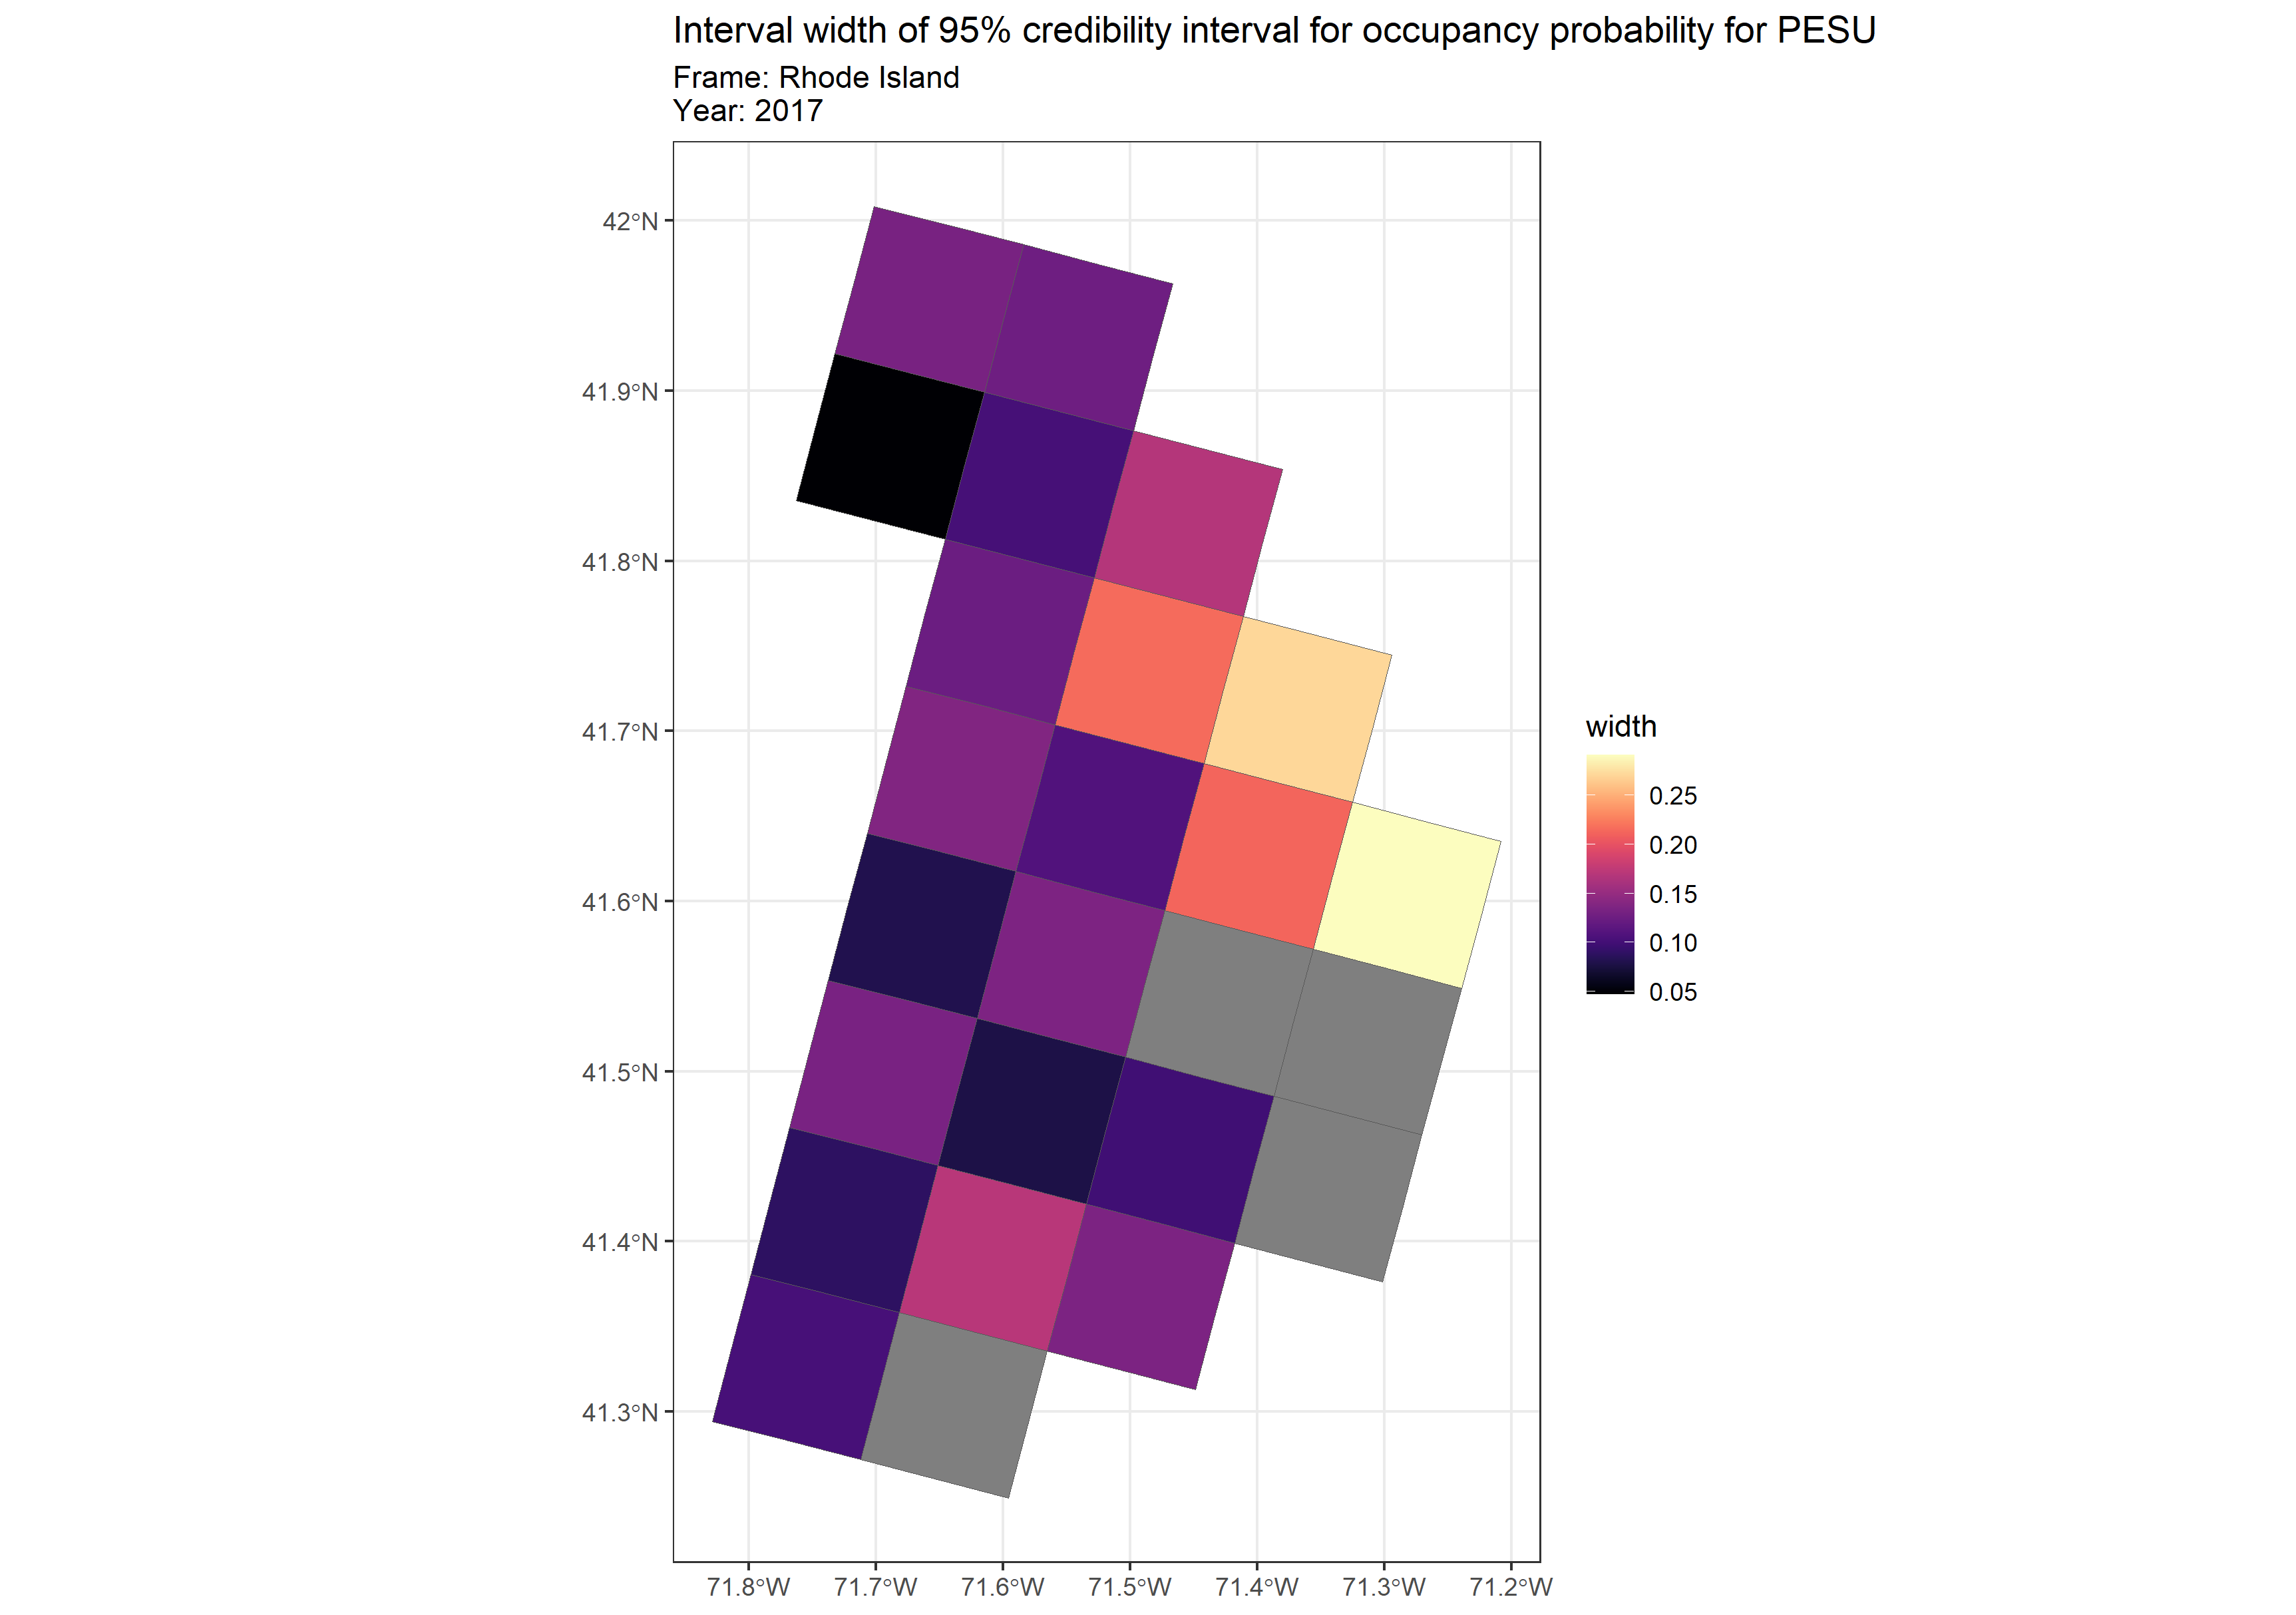 Interval width of 95% credibility interval for occupancy probability for PESU
Frame: Rhode Island
Year: 2017
42°N
41.9°N
41.8°N
41.7°N
41.6°N
41.5°N
41.4°N
41.3°N
71.8°W 71.7°W 71.6°W 71.5°W 71.4°W 71.3°W 71.2°W
width
0.25
0.20
0.15
0.10
0.05